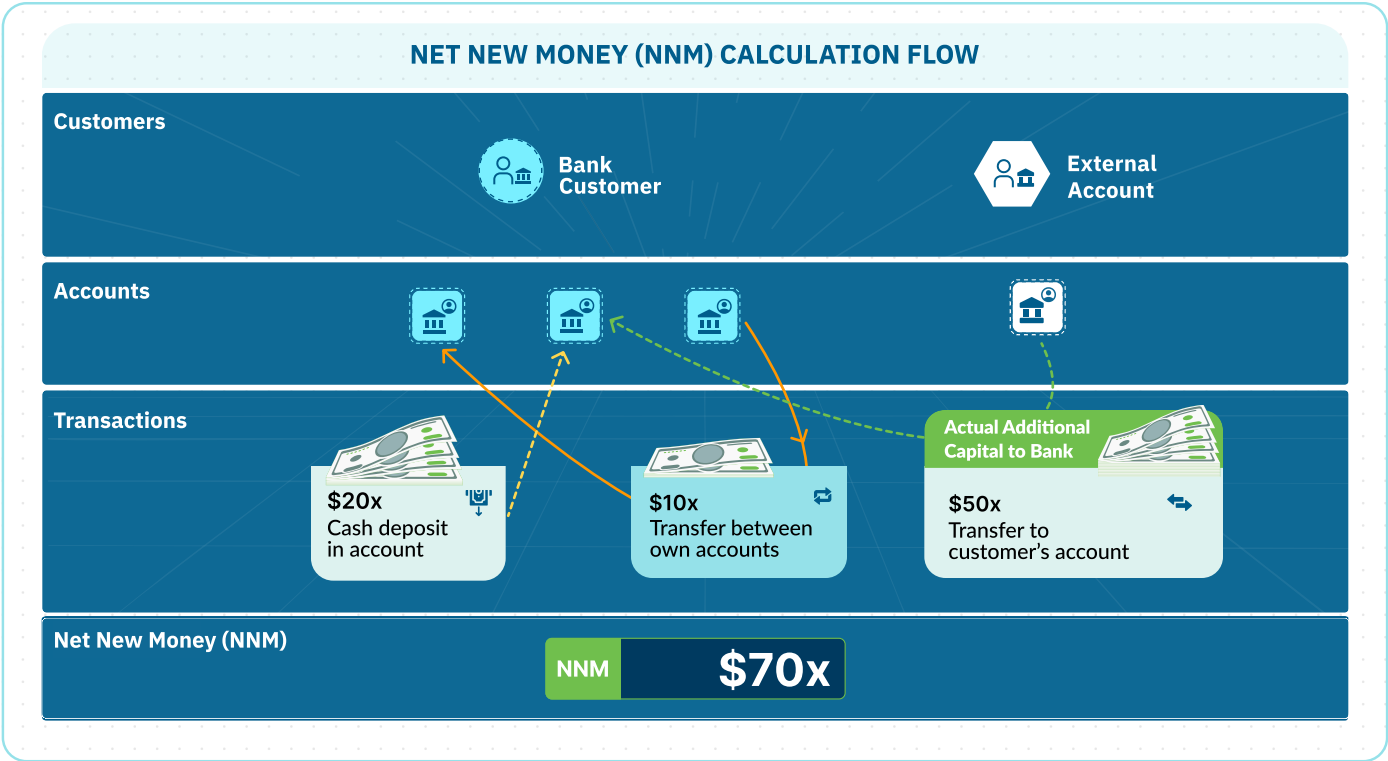 NET NEW MONEY (NNM) CALCULATION FLOW
Customers
Bank
Customer
External
Account
Accounts
Transactions
$20x
Cash deposit
in account
$10x
Transfer between
own accounts
Actual Additional
Capital to Bank
$50x
Transfer to
customer’s account
Net New Money (NNM)
NNM
$70x